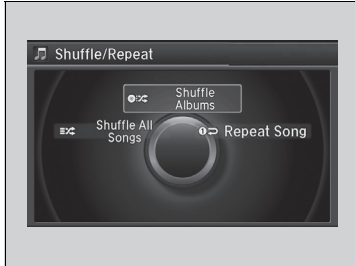 Shuffle/Repeat
Shuffle
Albums
Shuffle All
Songs
Repeat Song